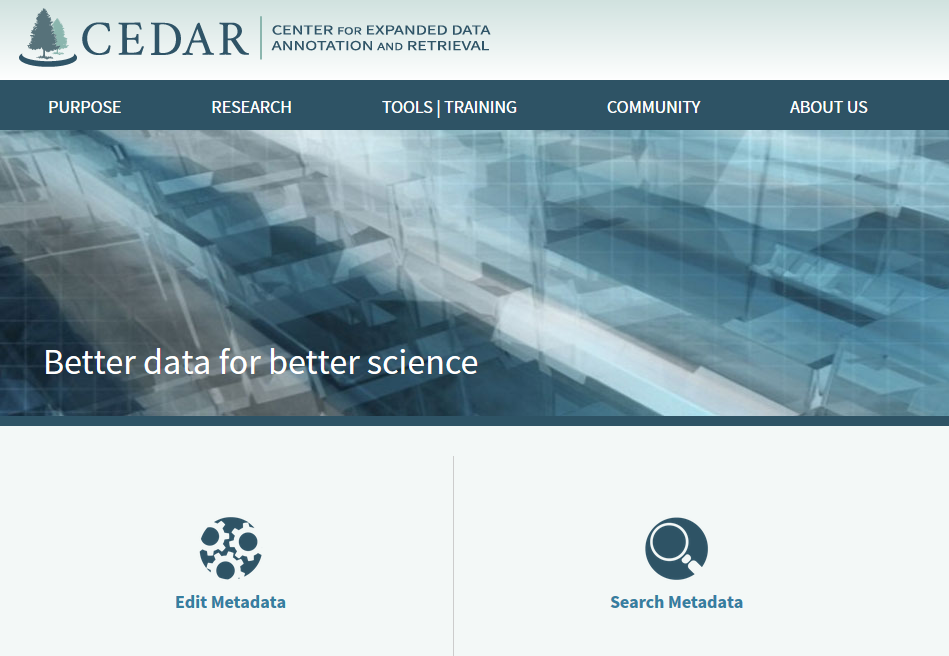 CEDAR
CENTER FOR EXPANDED DATA
ANNOTATION AND RETRIEVAL
PURPOSE
RESEARCH
TOOLS | TRAINING
COMMUNITY
ABOUT US
Better data for better science
Edit Metadata
Search Metadata